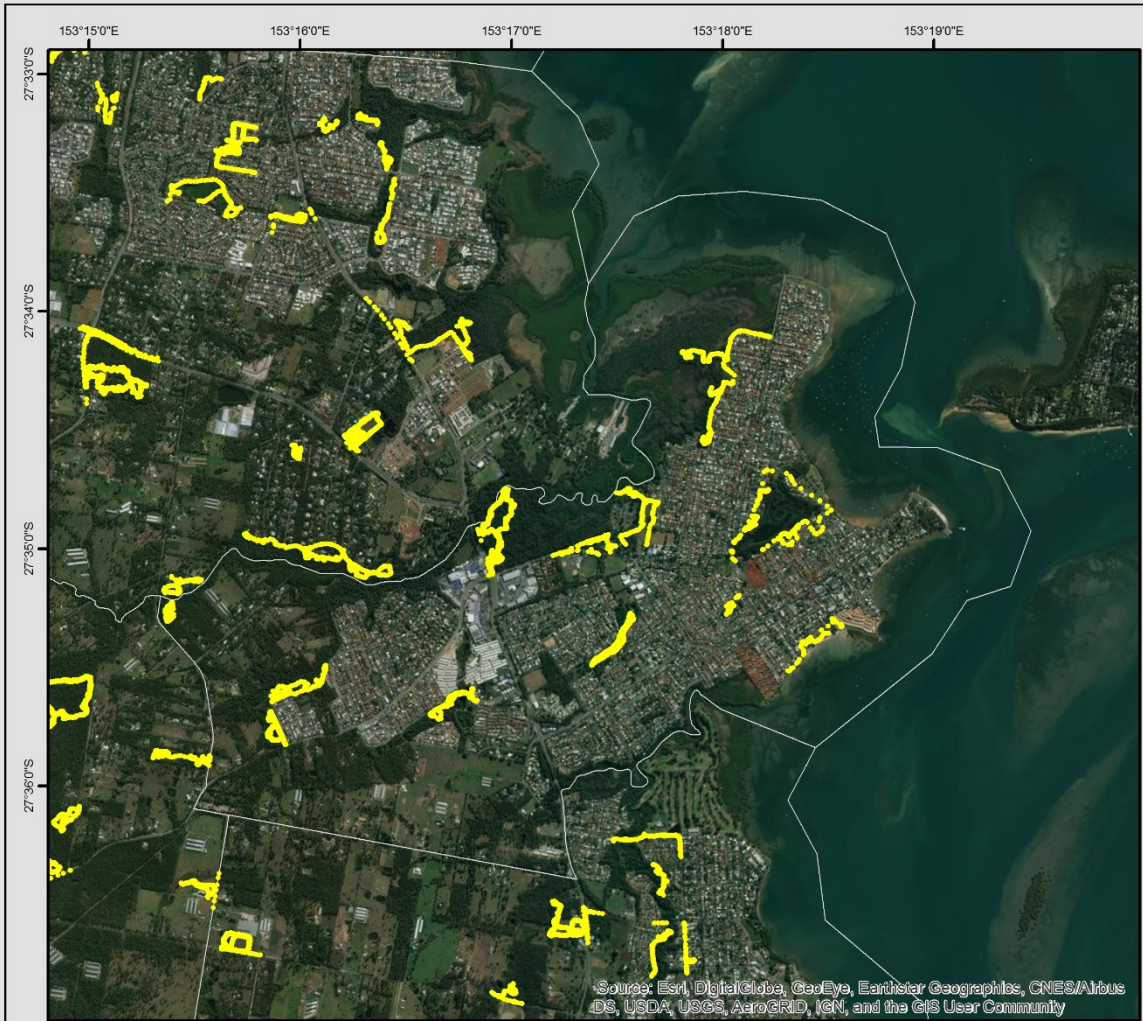 153°15'0"E 153°16'0"E 153°17'0"E 153°18'0"E 153°19'0"E
27°33'0"S
27°34'0"S
27°35'0"S
27°36'0"S
Source: Esri, DigitalGlobe, GeoEye, Earthstar Geographics, CNES/Airbus
DS, USDA, USGS, AeroGRID, IGN, and the GIS User Community